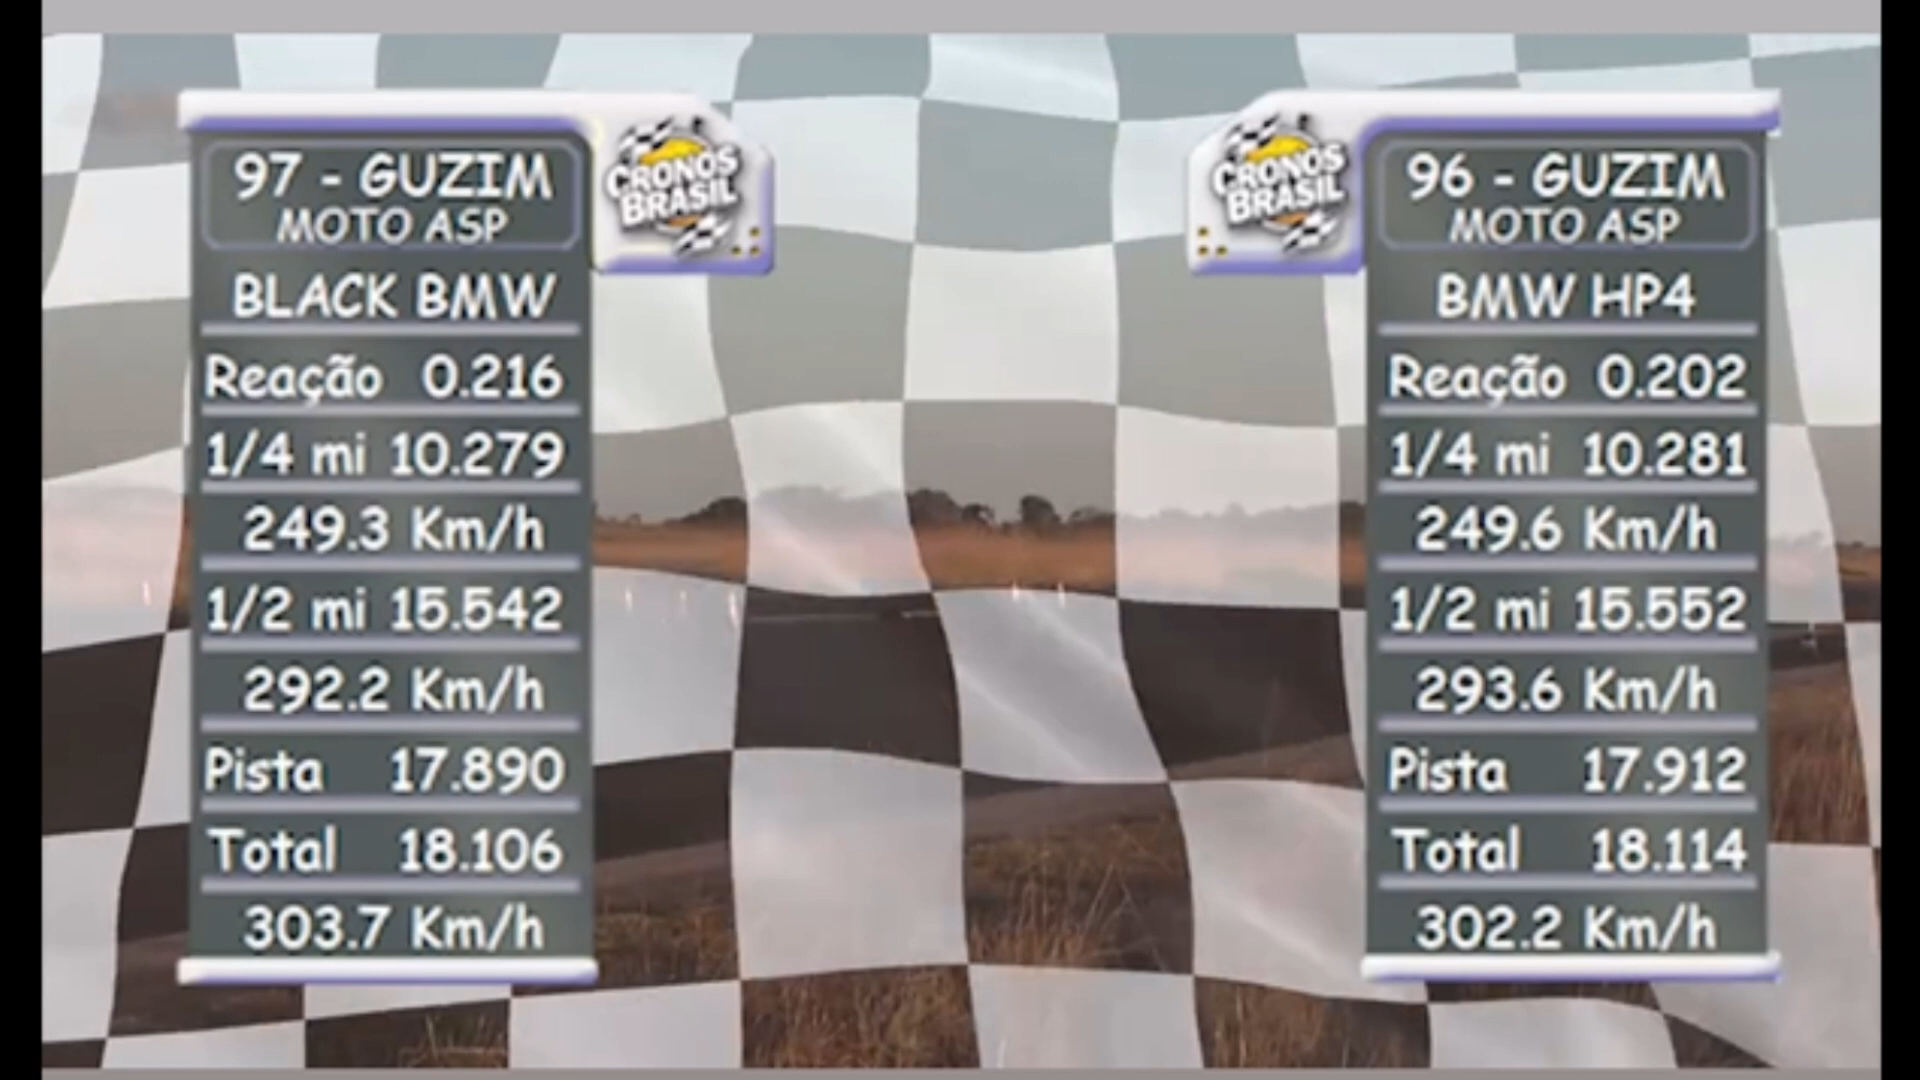 97 - GUZIM
MOTO ASP
BLACK BMW
Reação 0.216
1/4 mi 10.279
249.3 Km/h
1/2 mi 15.542
292.2 Km/h
Pista 17.890
Total 18.106
303.7 Km/h
CRONOS
BRASIL
CRONOS
BRASIL
96 - GUZIM
MOTO ASP
BMW HP4
Reação 0.202
1/4 mi 10.281
249.6 Km/h
1/2 mi 15.552
293.6 Km/h
Pista 17.912
Total 18.114
302.2 Km/h